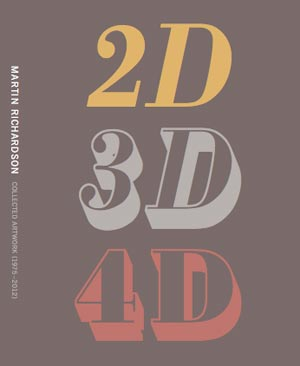 2D
3D
4D
MARTIN RICHARDSON COLLECTED ARTWORK (1975–2012)